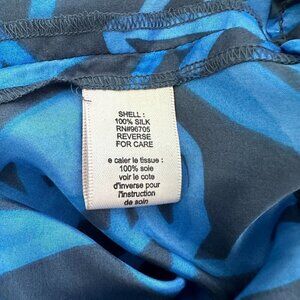 SHELL :
100% SILK
RN#96705
REVERSE
FOR CARE
e caler le tissue :
100% soie
voir le cote
d'inverse pour
l'instruction
de soin